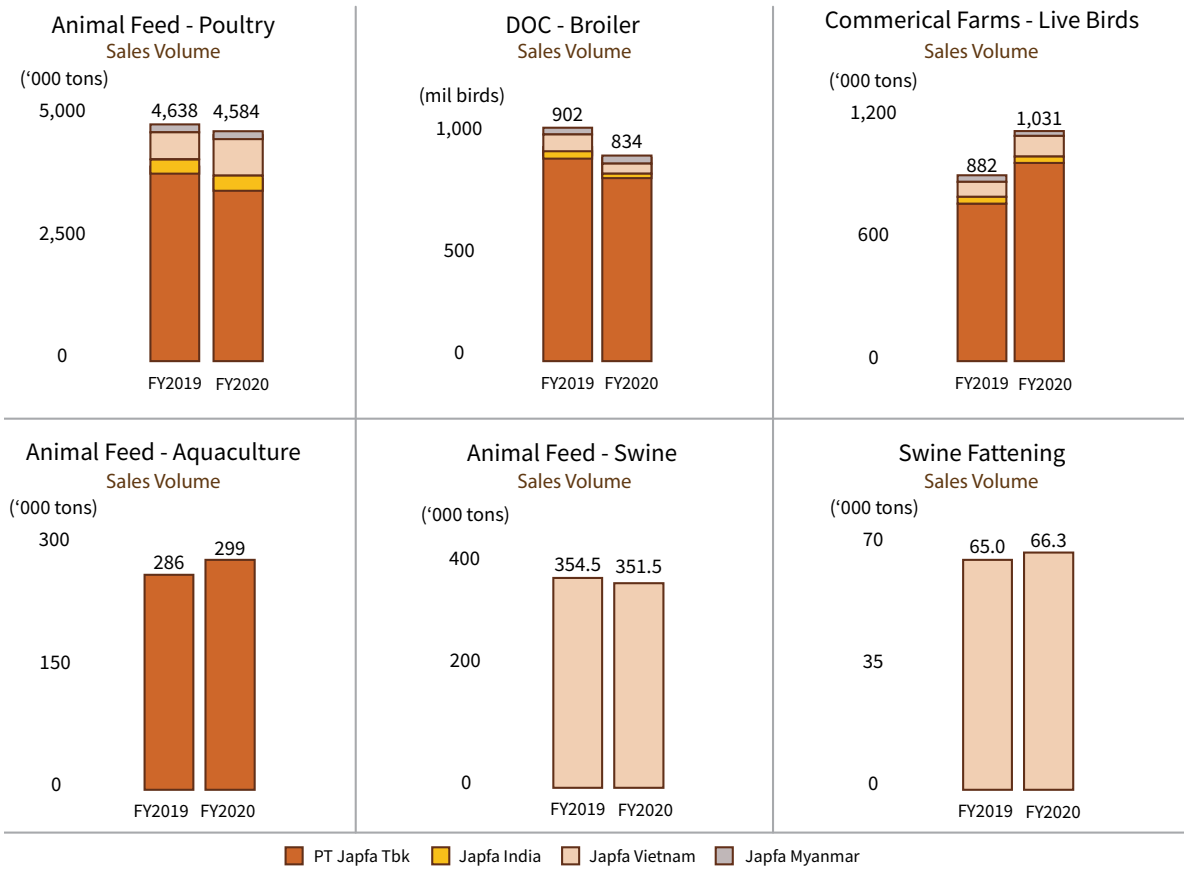 Animal Feed - Poultry
Sales Volume
(‘000 tons)
5,000
4,638
4,584
2,500
0
FY2019
FY2020
DOC - Broiler
Sales Volume
(mil birds)
1,000
902
834
500
0
FY2019
FY2020
Commerical Farms - Live Birds
Sales Volume
(‘000 tons)
1,200
882
1,031
600
0
FY2019
FY2020
Animal Feed - Aquaculture
Sales Volume
(‘000 tons)
300
286
299
150
0
FY2019
FY2020
Animal Feed - Swine
Sales Volume
(‘000 tons)
400
354.5
351.5
200
0
FY2019
FY2020
Swine Fattening
Sales Volume
(‘000 tons)
70
65.0
66.3
35
0
FY2019
FY2020
PT Japfa Tbk
Japfa India
Japfa Vietnam
Japfa Myanmar